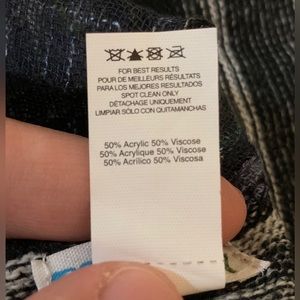 FOR BEST RESULTS
POUR DE MEILLEURS RÉSULTATS
PARA LOS MEJORES RESULTADOS
SPOT CLEAN ONLY
DÉTACHAGE UNIQUEMENT
LIMPIAR SÓLO CON QUITAMANCHAS
50% Acrylic 50% Viscose
50% Acrylique 50% Viscose
50% Acrílico 50% Viscosa